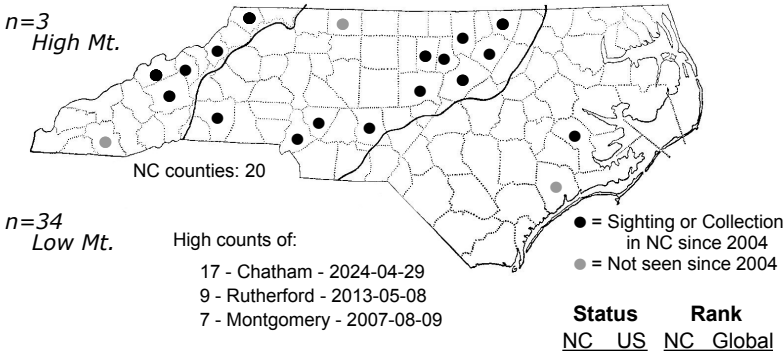 n=3
High Mt.
NC counties: 20
n=34
Low Mt.
High counts of:
17 - Chatham - 2024-04-29
9 - Rutherford - 2013-05-08
7 - Montgomery - 2007-08-09
= Sighting or Collection
in NC since 2004
= Not seen since 2004
Status Rank
NC US NC Global